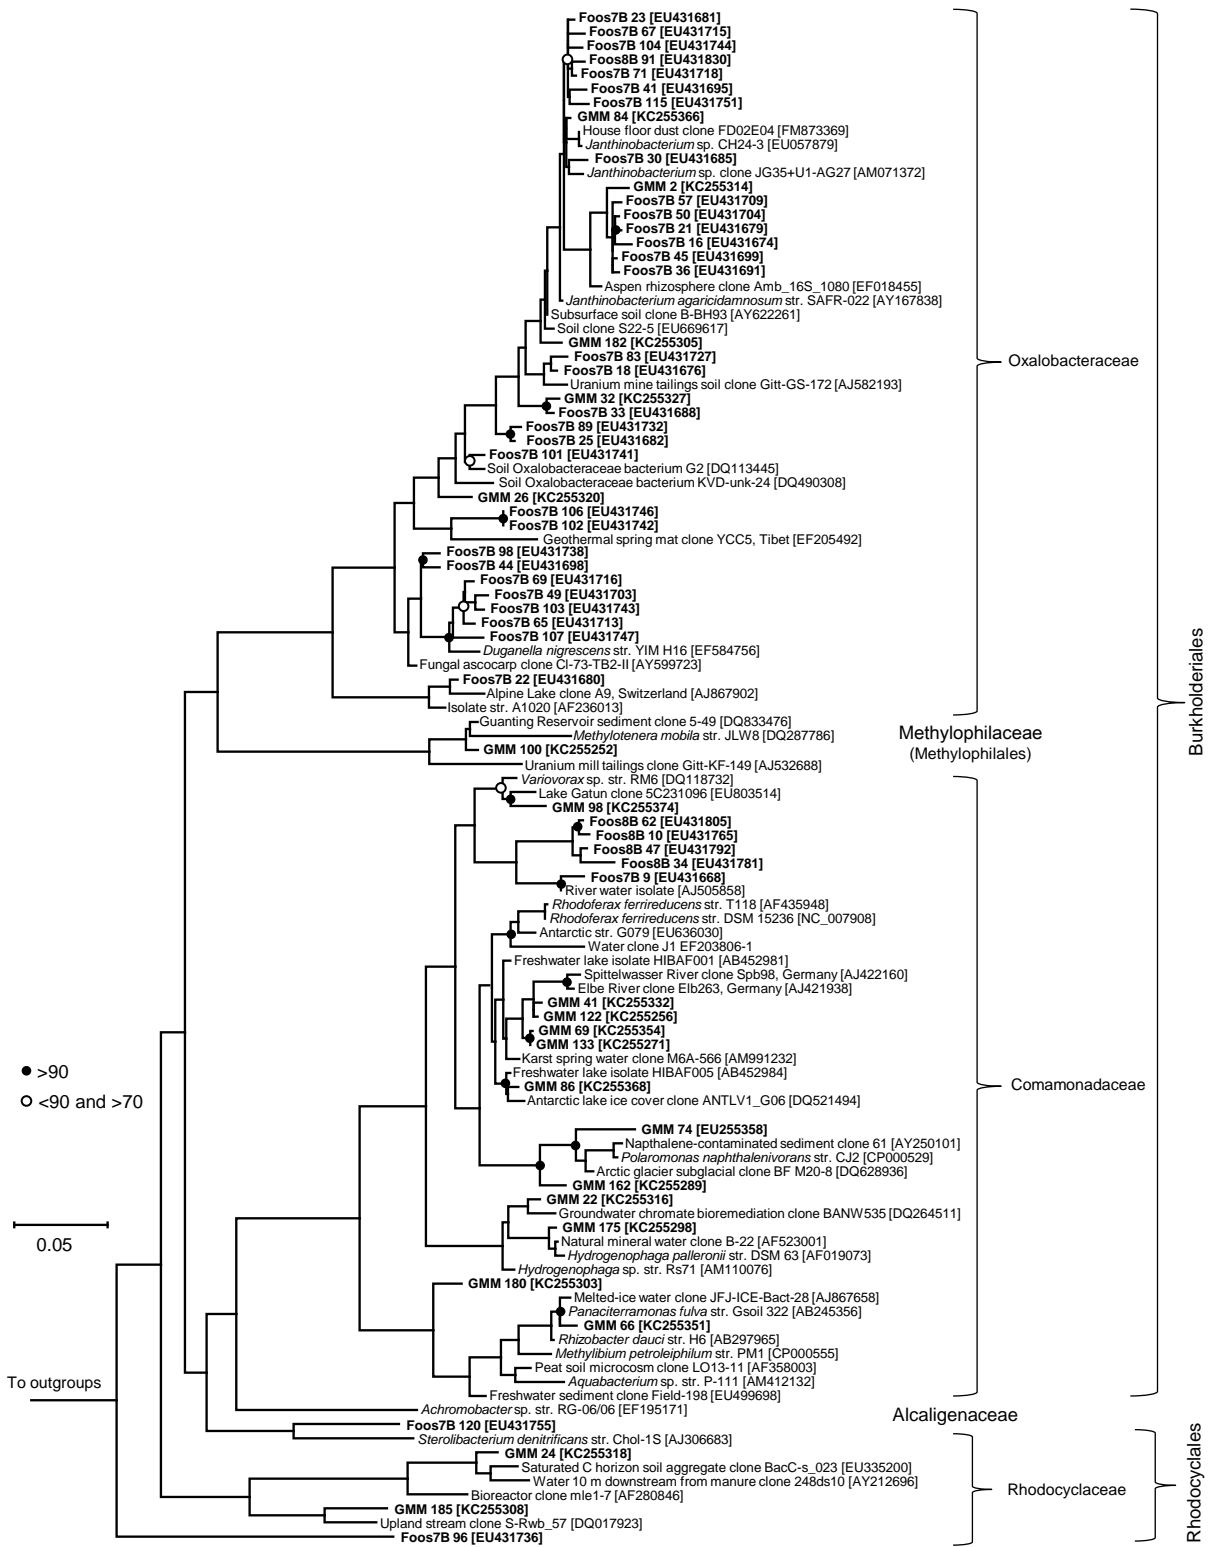 Foos7B 23 [EU431681]
Foos7B 67 [EU431715]
Foos7B 104 [EU431744]
Foos8B 91 [EU431830]
Foos7B 71 [EU431718]
Foos7B 41 [EU431695]
Foos7B 115 [EU431751]
GMM 84 [KC255366]
House floor dust clone FD02E04 [FM873369]
Janthinobacterium sp. CH24-3 [EU057879]
Foos7B 30 [EU431685]
Janthinobacterium sp. clone JG35+U1-AG27 [AM071372]
GMM 2 [KC255314]
Foos7B 57 [EU431709]
Foos7B 50 [EU431704]
Foos7B 21 [EU431679]
Foos7B 16 [EU431674]
Foos7B 45 [EU431699]
Foos7B 36 [EU431691]
Aspen rhizosphere clone Amb_16S_1080 [EF018455]
Janthinobacterium agaricidamnosum str. SAFR-022 [AY167838]
Subsurface soil clone B-BH93 [AY622261]
Soil clone S22-5 [EU669617]
GMM 182 [KC255305]
Foos7B 83 [EU431727]
Foos7B 18 [EU431676]
Uranium mine tailings soil clone Gitt-GS-172 [AJ582193]
GMM 32 [KC255327]
Foos7B 33 [EU431688]
Foos7B 89 [EU431732]
Foos7B 25 [EU431682]
Foos7B 101 [EU431741]
Soil Oxalobacteraceae bacterium G2 [DQ113445]
Soil Oxalobacteraceae bacterium KVD-unk-24 [DQ490308]
GMM 26 [KC255320]
Foos7B 106 [EU431746]
Foos7B 102 [EU431742]
Geothermal spring mat clone YCC5, Tibet [EF205492]
Foos7B 98 [EU431738]
Foos7B 44 [EU431698]
Foos7B 69 [EU431716]
Foos7B 49 [EU431703]
Foos7B 103 [EU431743]
Foos7B 65 [EU431713]
Foos7B 107 [EU431747]
Duganella nigrescens str. YIM H16 [EF584756]
Fungal ascocarp clone CI-73-TB2-II [AY599723]
Foos7B 22 [EU431680]
Alpine Lake clone A9, Switzerland [AJ867902]
Isolate str. A1020 [AF236013]
Guanting Reservoir sediment clone 5-49 [DQ833476]
Methylotenera mobila str. JLW8 [DQ287786]
GMM 100 [KC255252]
Uranium mill tailings clone Gitt-KF-149 [AJ532688]
Variovorax sp. str. RM6 [DQ118732]
Lake Gatun clone 5C231096 [EU803514]
GMM 98 [KC255374]
Foos8B 62 [EU431805]
Foos8B 10 [EU431765]
Foos8B 47 [EU431792]
Foos8B 34 [EU431781]
Foos7B 9 [EU431668]
River water isolate [AJ505858]
Rhodoferax ferrireducens str. T118 [AF435948]
Rhodoferax ferrireducens str. DSM 15236 [NC_007908]
Antarctic str. G079 [EU636030]
Water clone J1 EF203806-1
Freshwater lake isolate HIBAF001 [AB452981]
Spittelwasser River clone Spb98, Germany [AJ422160]
Elbe River clone Elb263, Germany [AJ421938]
GMM 41 [KC255332]
GMM 122 [KC255256]
GMM 69 [KC255354]
GMM 133 [KC255271]
Karst spring water clone M6A-566 [AM991232]
Freshwater lake isolate HIBAF005 [AB452984]
GMM 86 [KC255368]
Antarctic lake ice cover clone ANTLV1_G06 [DQ521494]
GMM 74 [EU255358]
Napthalene-contaminated sediment clone 61 [AY250101]
Polaromonas naphthalenivorans str. CJ2 [CP000529]
Arctic glacier subglacial clone BF M20-8 [DQ628936]
GMM 162 [KC255289]
GMM 22 [KC255316]
Groundwater chromate bioremediation clone BANW535 [DQ264511]
GMM 175 [KC255298]
Natural mineral water clone B-22 [AF523001]
Hydrogenophaga palleronii str. DSM 63 [AF019073]
Hydrogenophaga sp. str. Rs71 [AM110076]
GMM 180 [KC255303]
Melted-ice water clone JFJ-ICE-Bact-28 [AJ867658]
Panaciterramonas fulva str. Gsoil 322 [AB245356]
GMM 66 [KC255351]
Rhizobacter dauci str. H6 [AB297965]
Methylibium petroleiphilum str. PM1 [CP000555]
Peat soil microcosm clone LO13-11 [AF358003]
Aquabacterium sp. str. P-111 [AM412132]
Freshwater sediment clone Field-198 [EU499698]
Achromobacter sp. str. RG-06/06 [EF195171]
Foos7B 120 [EU431755]
Sterolibacterium denitrificans str. Chol-1S [AJ306683]
GMM 24 [KC255318]
Saturated C horizon soil aggregate clone BacC-s_023 [EU335200]
Water 10 m downstream from manure clone 248ds10 [AY212696]
Bioreactor clone mle1-7 [AF280846]
GMM 185 [KC255308]
Upland stream clone S-Rwb_57 [DQ017923]
Foos7B 96 [EU431736]
Oxalobacteraceae
Methylophilaceae
(Methylophilales)
Comamonadaceae
Alcaligenaceae
Rhodocyclaceae
Burkholderiales
Rhodocyclales
>90
<90 and >70
0.05
To outgroups